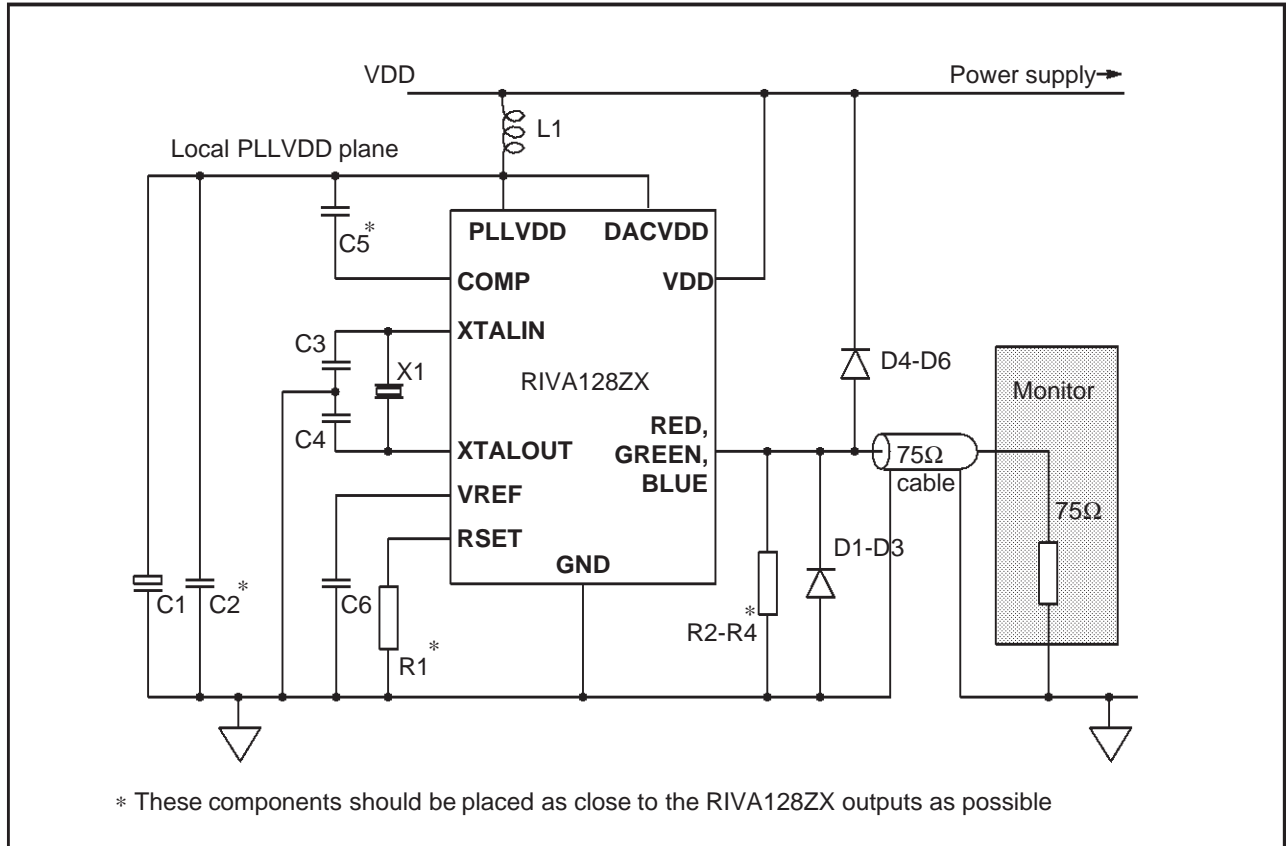 VDD
Power supply
L1
Local PLLVDD plane
C5*
PLLVDD
DACVDD
COMP
VDD
XTALIN
C3
X1
RIVA128ZX
D4-D6
Monitor
C4
XTALOUT
RED,
GREEN,
BLUE
75Ω
cable
VREF
75Ω
RSET
D1-D3
GND
C1
C2*
C6
R1*
R2-R4*
* These components should be placed as close to the RIVA128ZX outputs as possible